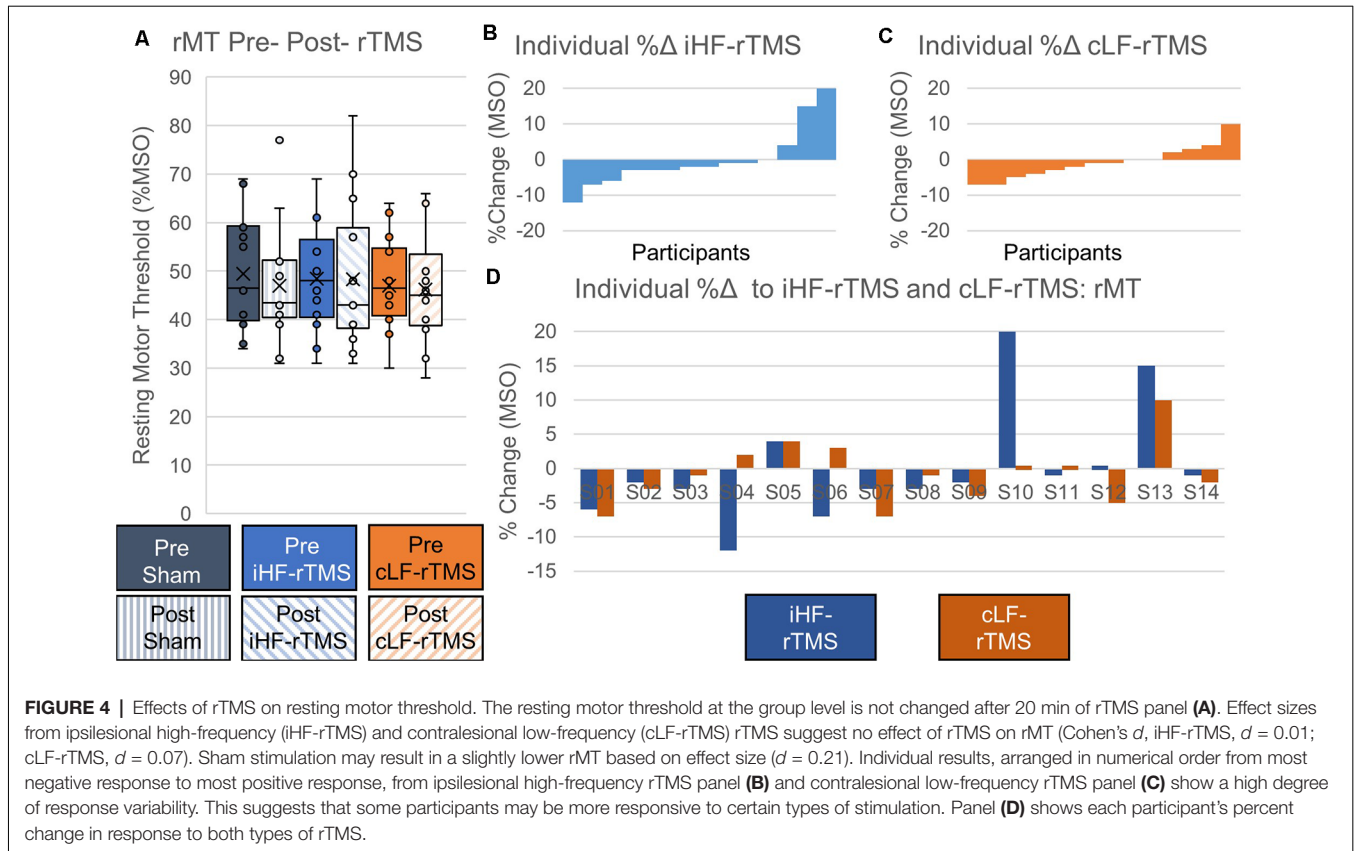 A rMT Pre- Post- rTMS
Resting Motor Threshold (%MSO)
90
80
70
60
50
40
30
20
10
0
Pre Sham
Pre iHF-rTMS
Pre cLF-rTMS
Post Sham
Post iHF-rTMS
Post cLF-rTMS
B Individual %Δ iHF-rTMS
%Change (MSO)
20
10
0
-10
-20
Participants
C Individual %Δ cLF-rTMS
% Change (MSO)
20
10
0
-10
-20
Participants
D Individual %Δ to iHF-rTMS and cLF-rTMS: rMT
% Change (MSO)
20
15
10
5
0
-5
-10
-15
S01 S02 S03 S04 S05 S06 S07 S08 S09 S10 S11 S12 S13 S14
iHF-
rTMS
cLF-
rTMS
FIGURE 4 | Effects of rTMS on resting motor threshold. The resting motor threshold at the group level is not changed after 20 min of rTMS panel (A). Effect sizes
from ipsilesional high-frequency (iHF-rTMS) and contralesional low-frequency (cLF-rTMS) rTMS suggest no effect of rTMS on rMT (Cohen's d, iHF-rTMS, d = 0.01;
cLF-rTMS, d = 0.07). Sham stimulation may result in a slightly lower rMT based on effect size (d = 0.21). Individual results, arranged in numerical order from most
negative response to most positive response, from ipsilesional high-frequency rTMS panel (B) and contralesional low-frequency rTMS panel (C) show a high degree
of response variability. This suggests that some participants may be more responsive to certain types of stimulation. Panel (D) shows each participant's percent
change in response to both types of rTMS.